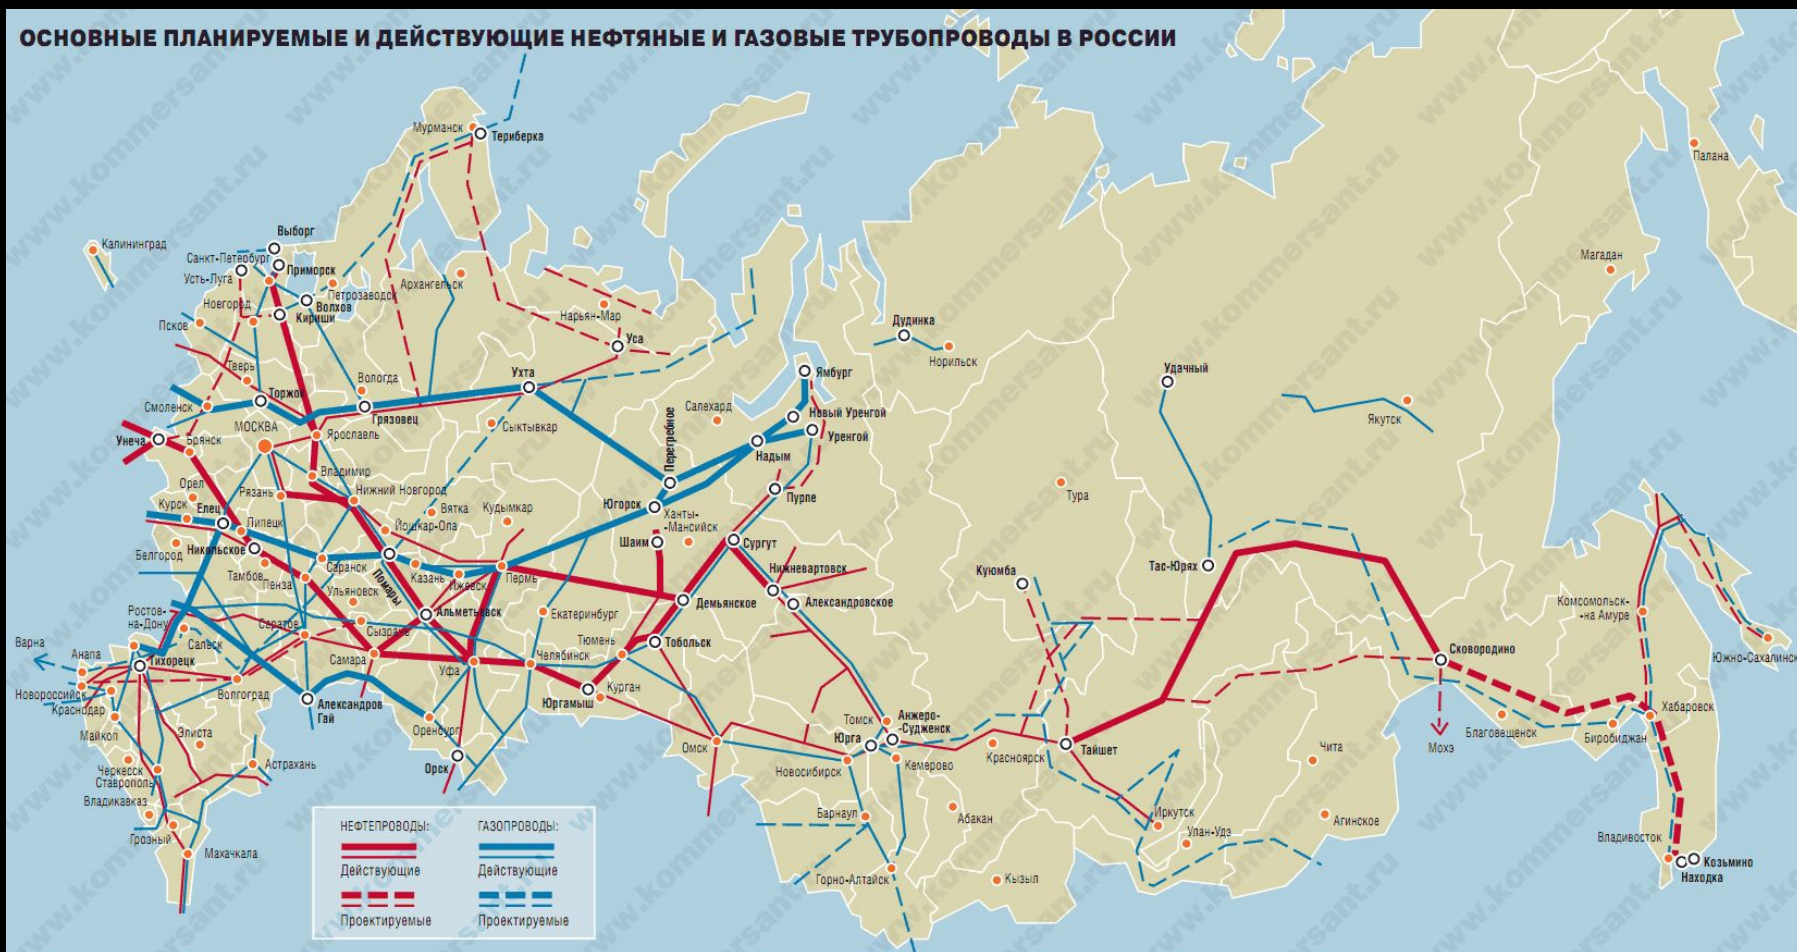 ОСНОВНЫЕ ПЛАНИРУЕМЫЕ И ДЕЙСТВУЮЩИЕ НЕФТЯНЫЕ И ГАЗОВЫЕ ТРУБОПРОВОДЫ В РОССИИ
www.kommersant.ru
Мурманск
Териберка
Палана
Калининград
Выборг
Санкт-Петербург
Приморск
Усть-Луга
Петрозаводск
Архангельск
Магадан
Новгород
Волхов
Кириши
Нарьян-Мар
Псков
Уса
Дудинка
Норильск
Тверь
Вологда
Ухта
Ямбург
Удачный
Торжок
Смоленск
Грязовец
Салехард
Новый Уренгой
Якутск
МОСКВА
Сыктывкар
Перегребное
Уренгой
Унеча
Брянск
Ярославль
Надым
Владимир
Орел
Рязань
Нижний Новгород
Пурпе
Тура
Курск
Елец
Вятка
Кудымкар
Югорск
Ханты-
-Мансийск
Липецк
Йошкар-Ола
Белгород
Никольское
Шаим
Сургут
Тамбов
Саранск
Казань
Ижевск
Пермь
Нижневартовск
Куюмба
Тас-Юрях
Пенза
Помары
Ульяновск
Демьянское
Александровское
Ростов-
на-Дону
Альметьевск
Екатеринбург
Комсомольск-
-на Амуре
Саратов
Сызрань
Варна
Сальск
Тюмень
Тобольск
Анапа
Тихорецк
Самара
Уфа
Челябинск
Сковородино
Южно-Сахалинск
Новороссийск
Волгоград
Курган
Юргамыш
Краснодар
Александров
Гай
Хабаровск
Майкоп
Элиста
Оренбург
Томск
Анжеро-
-Судженск
Благовещенск
Биробиджан
Омск
Юрга
Красноярск
Тайшет
Чита
Мохэ
Черкесск
Астрахань
Орск
Новосибирск
Кемерово
Ставрополь
Владикавказ
Барнаул
Абакан
Иркутск
Агинское
Грозный
Улан-Удэ
Владивосток
Махачкала
Козьмино
Находка
Горно-Алтайск
Кызыл
НЕФТЕПРОВОДЫ:
ГАЗОПРОВОДЫ:
Действующие
Действующие
Проектируемые
Проектируемые